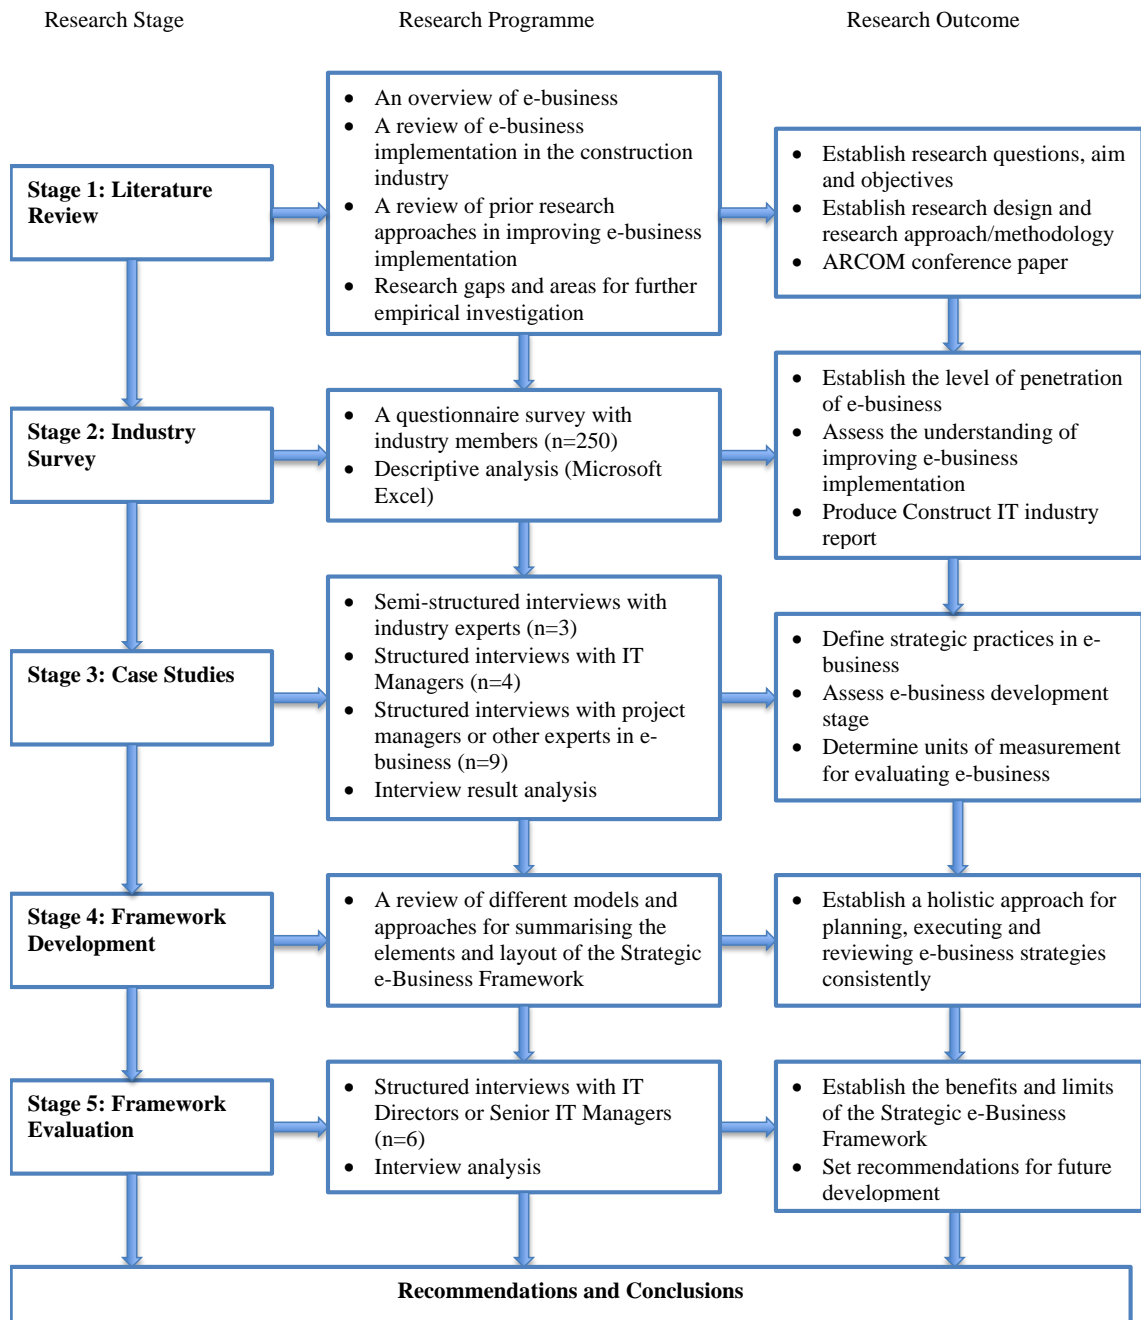 Research Stage
Research Programme
Research Outcome
Stage 1: Literature
Review
• An overview of e-business
• A review of e-business
implementation in the construction
industry
• A review of prior research
approaches in improving e-business
implementation
• Research gaps and areas for further
empirical investigation
• Establish research questions, aim
and objectives
• Establish research design and
research approach/methodology
• ARCOM conference paper
Stage 2: Industry
Survey
• A questionnaire survey with
industry members (n=250)
• Descriptive analysis (Microsoft
Excel)
• Establish the level of penetration
of e-business
• Assess the understanding of
improving e-business
implementation
• Produce Construct IT industry
report
Stage 3: Case Studies
• Semi-structured interviews with
industry experts (n=3)
• Structured interviews with IT
Managers (n=4)
• Structured interviews with project
managers or other experts in e-
business (n=9)
• Interview result analysis
• Define strategic practices in e-
business
• Assess e-business development
stage
• Determine units of measurement
for evaluating e-business
Stage 4: Framework
Development
• A review of different models and
approaches for summarising the
elements and layout of the Strategic
e-Business Framework
• Establish a holistic approach for
planning, executing and
reviewing e-business strategies
consistently
Stage 5: Framework
Evaluation
• Structured interviews with IT
Directors or Senior IT Managers
(n=6)
• Interview analysis
• Establish the benefits and limits
of the Strategic e-Business
Framework
• Set recommendations for future
development
Recommendations and Conclusions